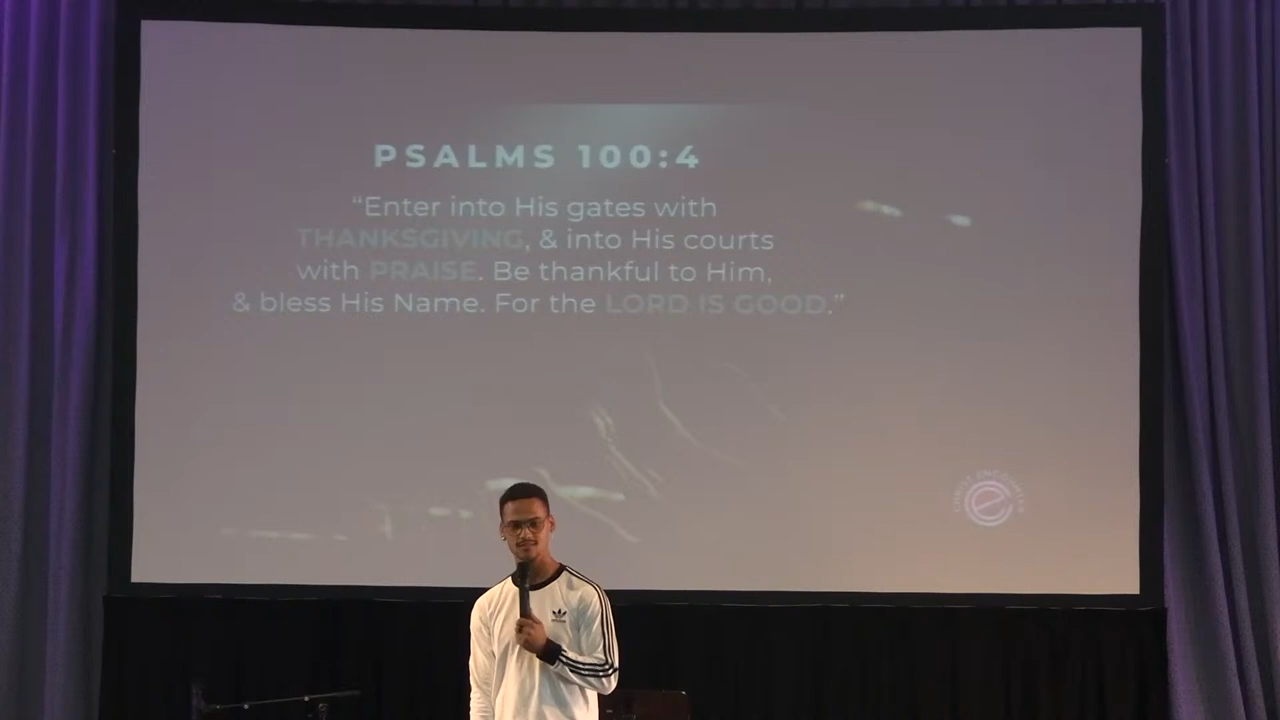 PSALMS 100:4
“Enter into His gates with
THANKSGIVING, & into His courts
with PRAISE. Be thankful to Him,
& bless His Name. For the LORD IS GOOD.”